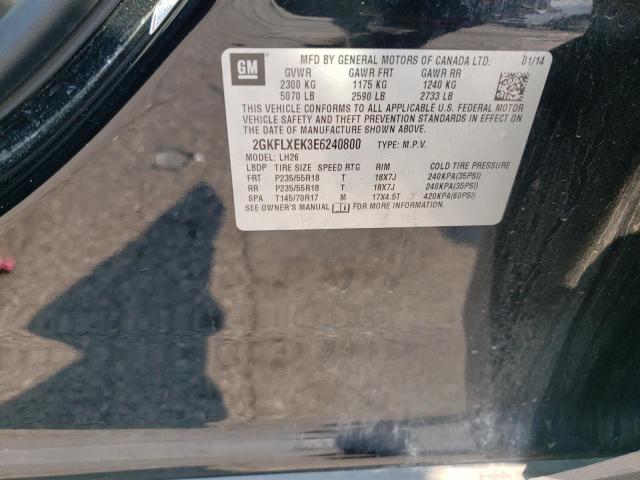 GM MFD BY GENERAL MOTORS OF CANADA LTD. 01/14
GVWR GAWR FRT GAWR RR
2300 KG 1175 KG 1240 KG
5070 LB 2590 LB 2733 LB
THIS VEHICLE CONFORMS TO ALL APPLICABLE U.S. FEDERAL MOTOR
VEHICLE SAFETY AND THEFT PREVENTION STANDARDS IN EFFECT ON
THE DATE OF MANUFACTURE SHOWN ABOVE.
2GKFLXEK3E6240800 TYPE: M.P.V.
MODEL: LH26
LBDP TIRE SIZE SPEED RTG RIM COLD TIRE PRESSURE
FRT P235/55R18 T 18X7J 240KPA(35PSI)
RR P235/55R18 T 18X7J 240KPA(35PSI)
SPA T145/70R17 M 17X4.5T 420KPA(60PSI)
SEE OWNER'S MANUAL FOR MORE INFORMATION.